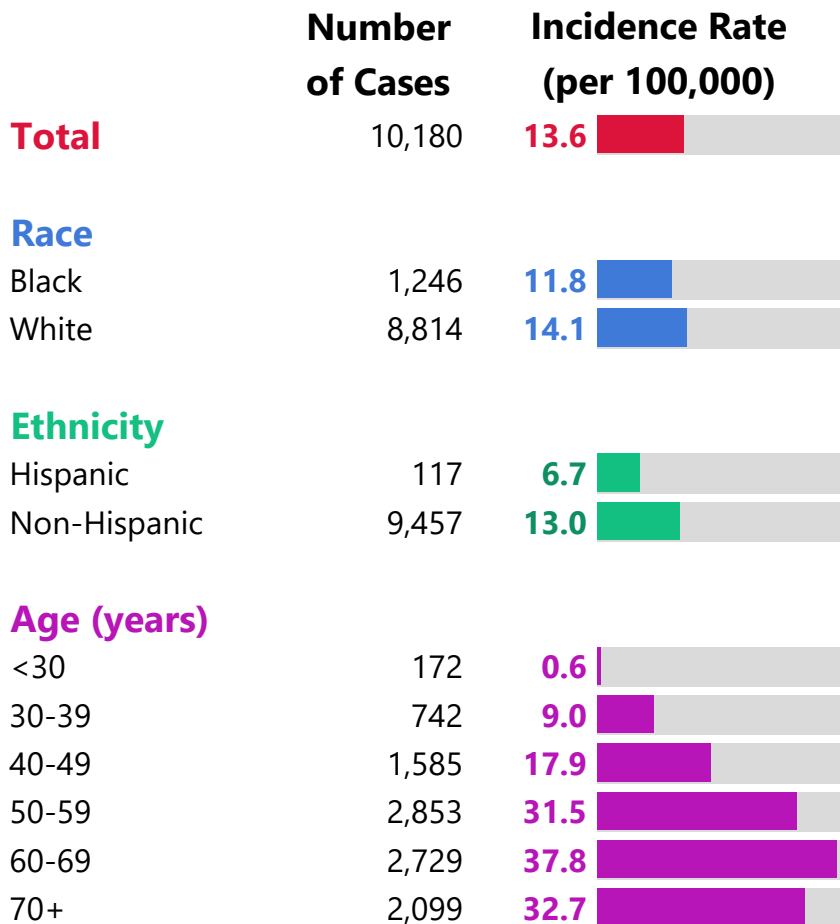 Number Incidence Rate
of Cases (per 100,000)
Total 10,180 13.6
Race
Black 1,246 11.8
White 8,814 14.1
Ethnicity
Hispanic 117 6.7
Non-Hispanic 9,457 13.0
Age (years)
<30 172 0.6
30-39 742 9.0
40-49 1,585 17.9
50-59 2,853 31.5
60-69 2,729 37.8
70+ 2,099 32.7